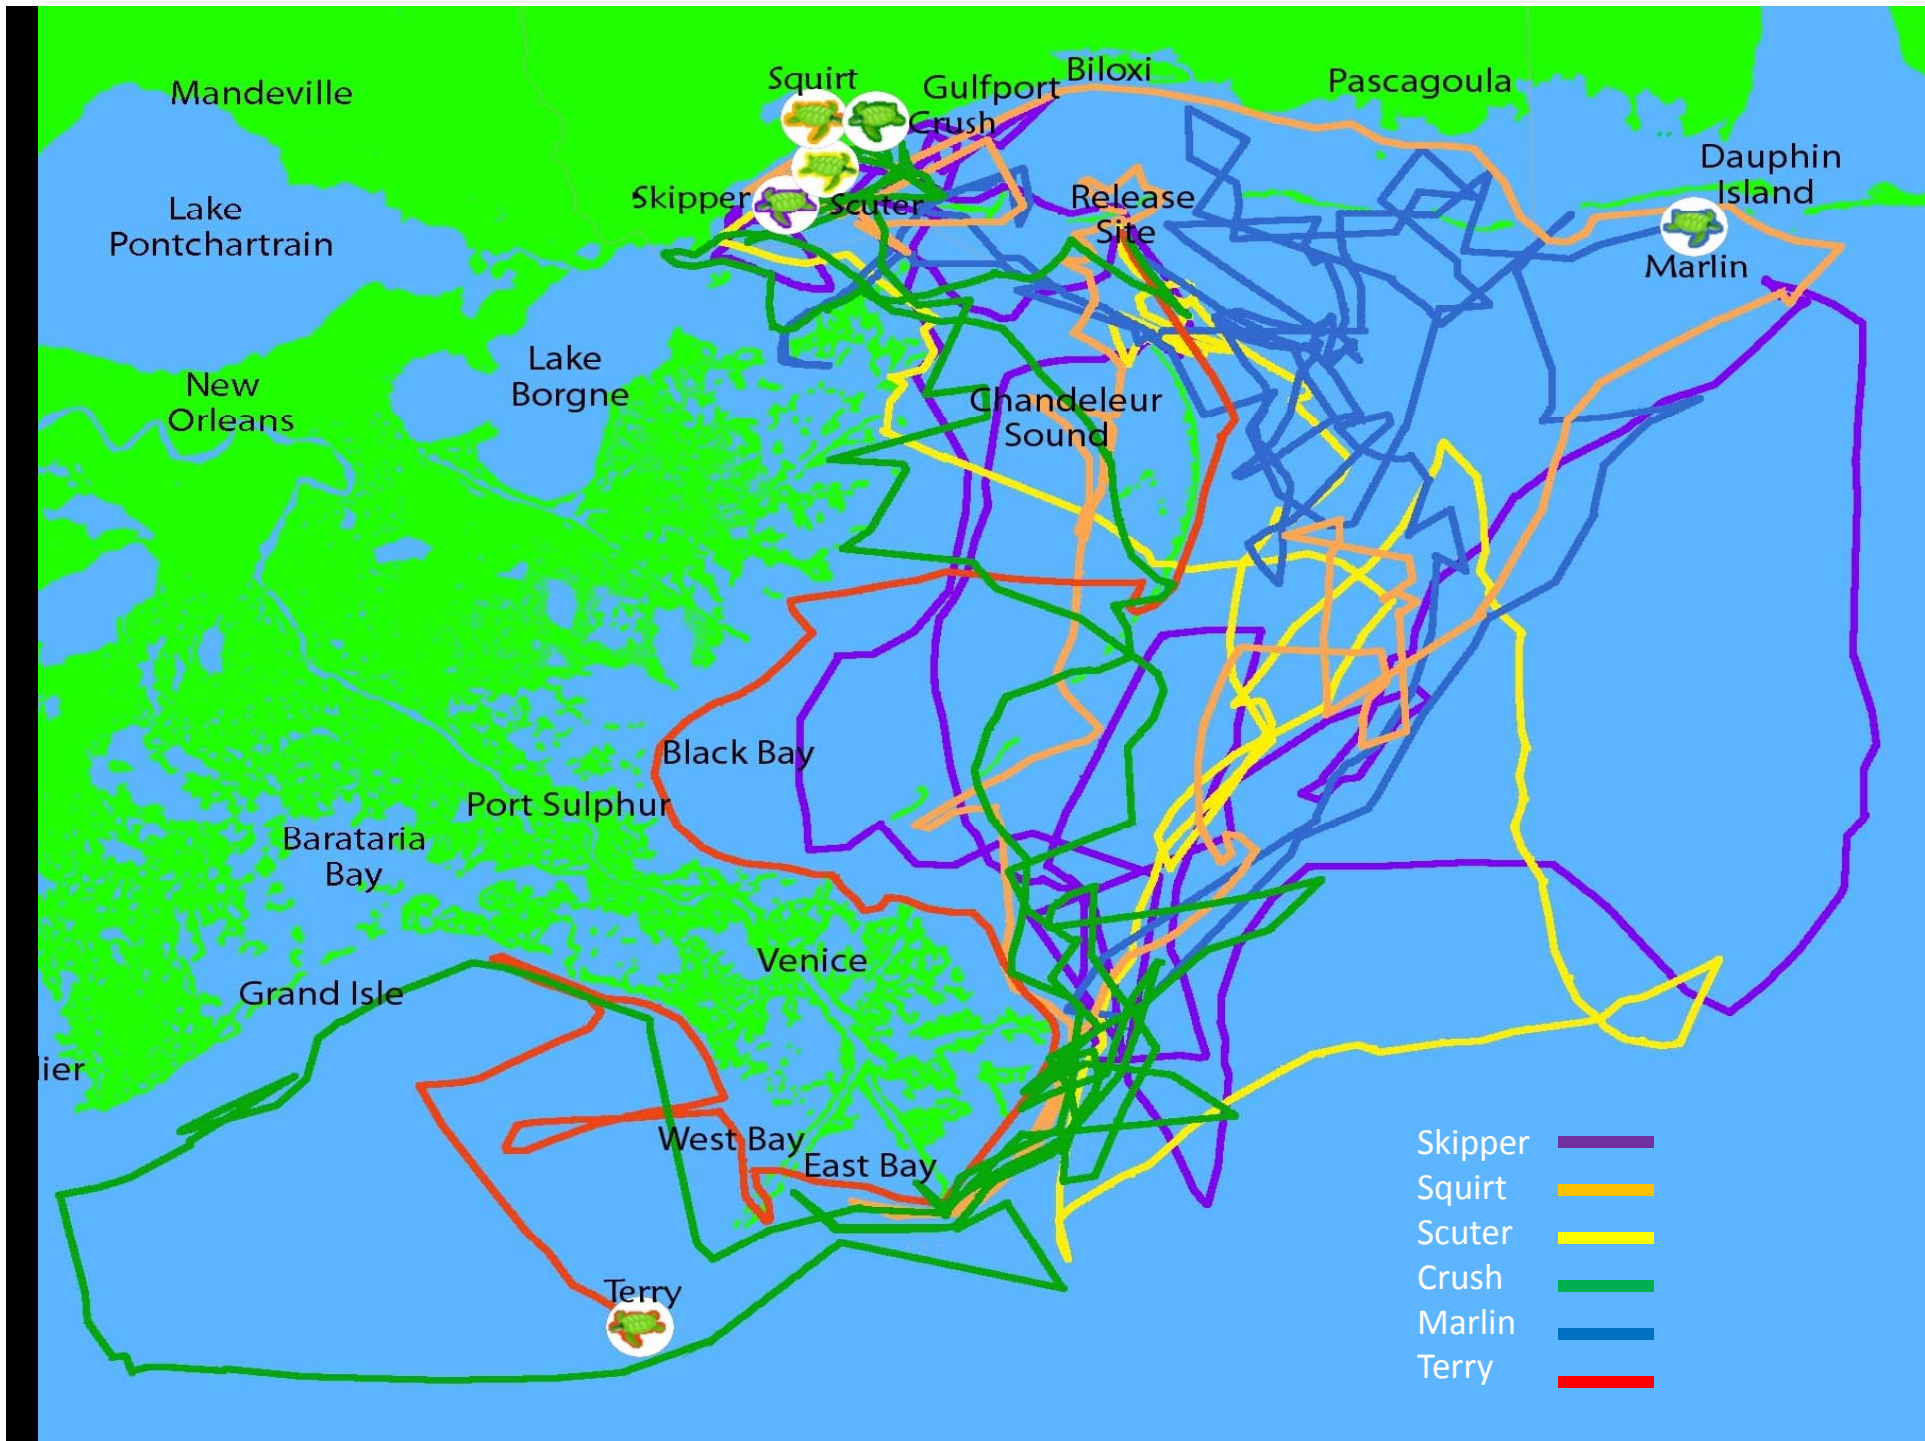 Mandeville
Squirt
Gulfport
Biloxi
Pascagoula
Crush
Dauphin
Island
Lake
Pontchartrain
Skipper
Scuter
Release
Site
Marlin
Lake
Borgne
New
Orleans
Chandeleur
Sound
Black Bay
Port Sulphur
Barataria
Bay
Venice
Grand Isle
lier
West Bay
East Bay
Terry
Skipper
Squirt
Scuter
Crush
Marlin
Terry